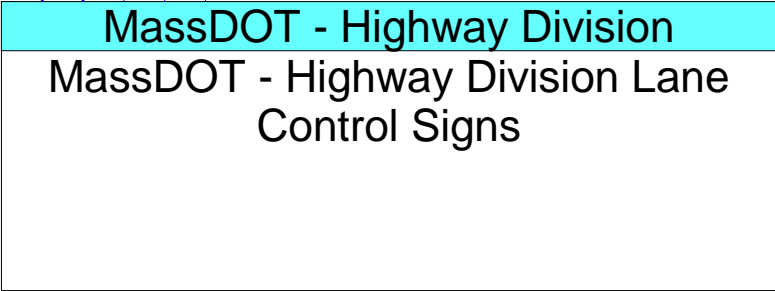 MassDOT - Highway Division
MassDOT - Highway Division Lane
Control Signs